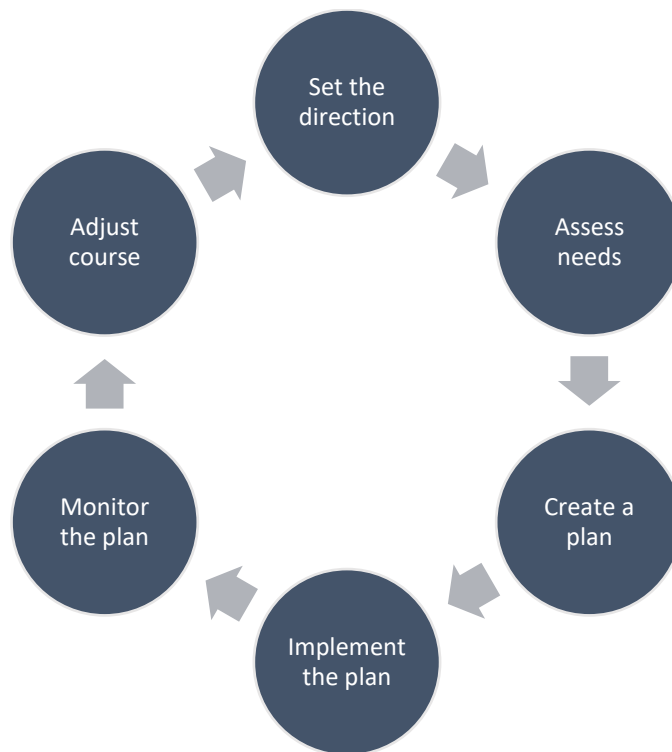 Set the
direction
Assess
needs
Create a
plan
Implement
the plan
Monitor
the plan
Adjust
course